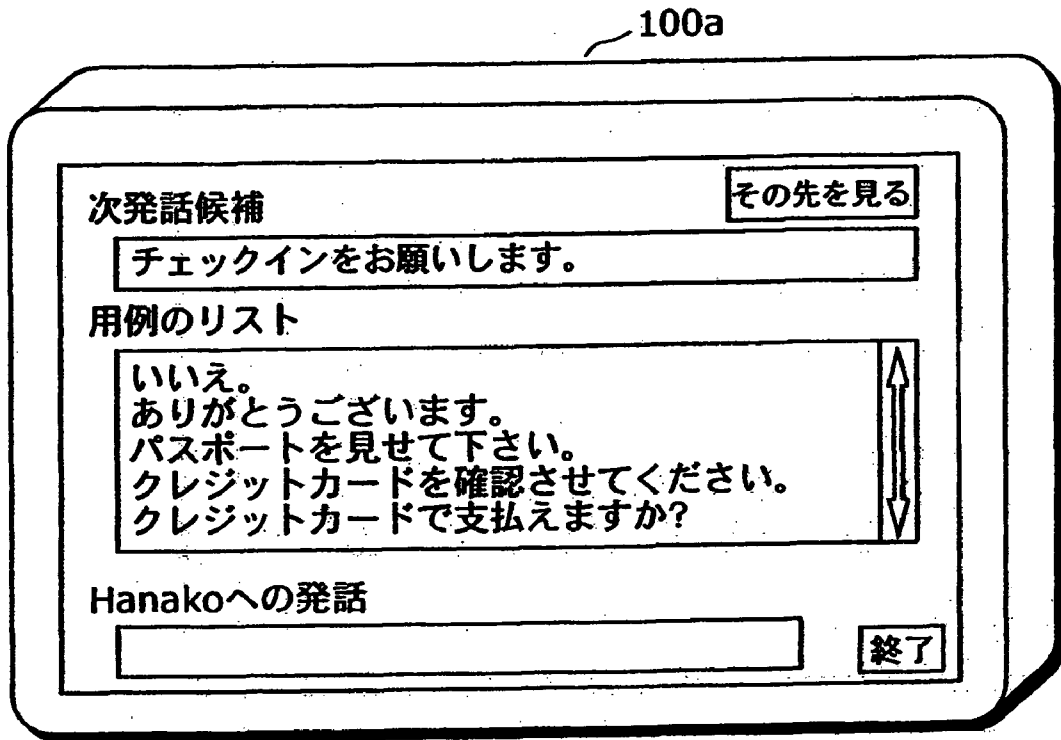 100a
次発話候補
その先を見る
チェックインをお願いします。
用例のリスト
いいえ。
ありがとうございます。
パスポートを見せて下さい。
クレジットカードを確認させてください。
クレジットカードで支払えますか?
Hanakoへの発話
終了